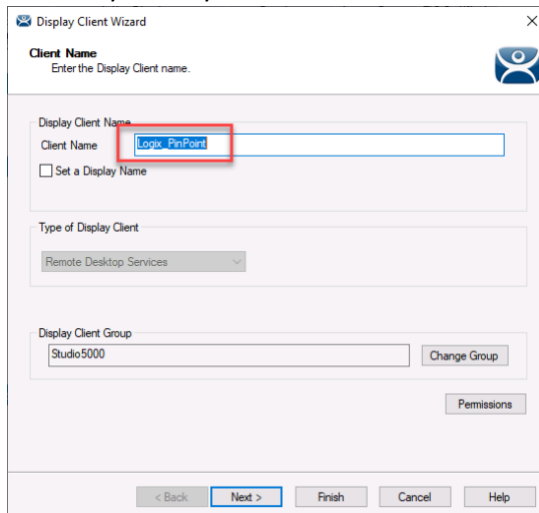 Display Client Wizard
Client Name
Enter the Display Client name.
Display Client Name
Client Name Logix_PinPoint
Set a Display Name
Type of Display Client
Remote Desktop Services
Display Client Group
Studio5000 Change Group
Permissions
< Back Next > Finish Cancel Help